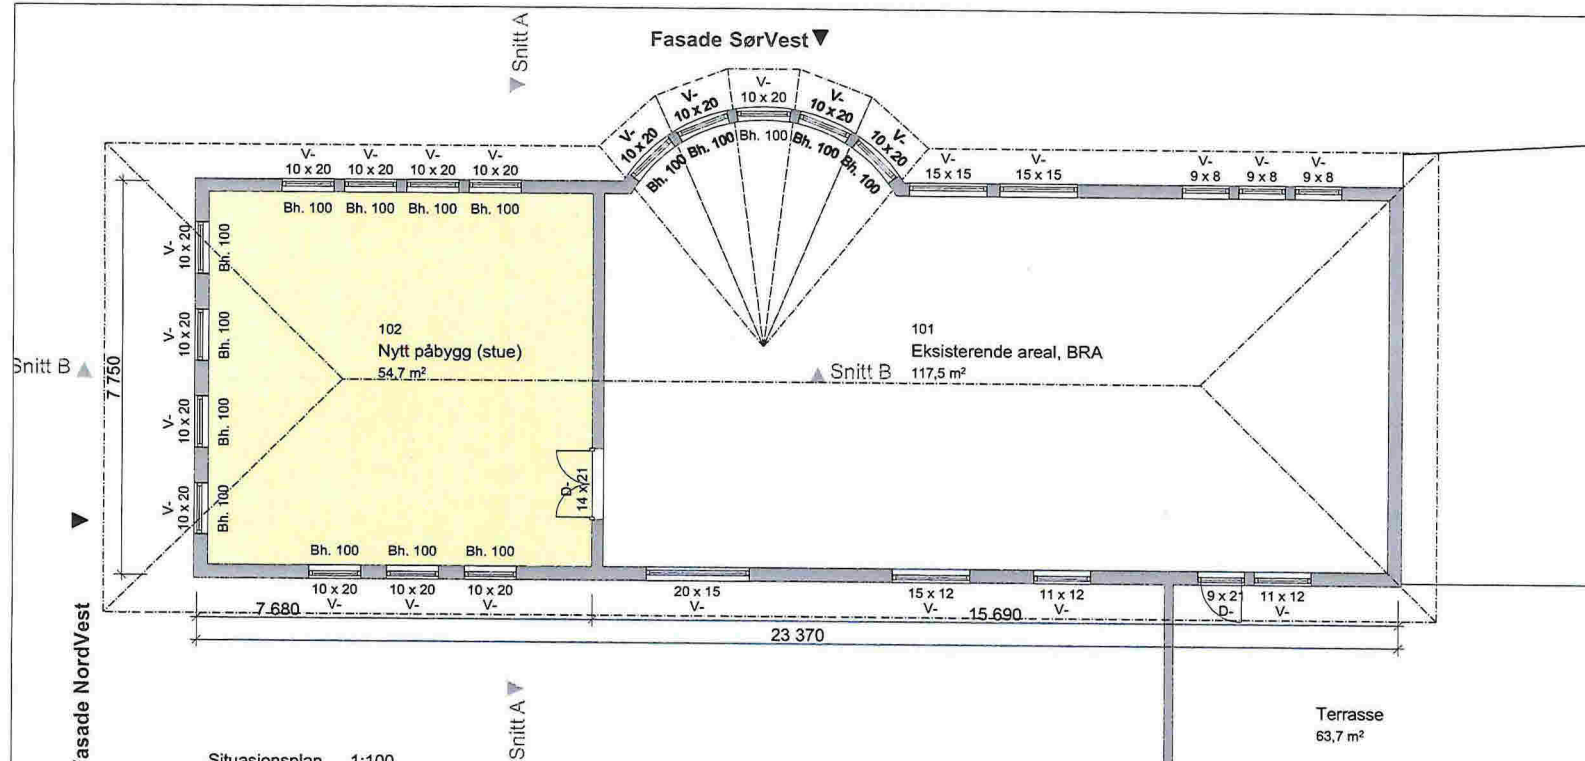 Snitt A
Fasade SørVest
V-
10 x 20
Bh. 100
V-
10 x 20
Bh. 100
V-
10 x 20
Bh. 100
V-
10 x 20
Bh. 100
V-
10 x 20
Bh. 100
V-
10 x 20
Bh. 100
V-
10 x 20
Bh. 100
V-
10 x 20
Bh. 100
V-
10 x 20
Bh. 100
V-
15 x 15
V-
15 x 15
V-
9 x 8
V-
9 x 8
V-
9 x 8
V-
10 x 20
Bh. 100
V-
10 x 20
Bh. 100
V-
10 x 20
Bh. 100
V-
10 x 20
Bh. 100
7 750
Snitt B
102
Nytt påbygg (stue)
54,7 m²
101
Eksisterende areal, BRA
117,5 m²
Snitt B
D-
14 x 21
Bh. 100
10 x 20
V-
Bh. 100
10 x 20
V-
Bh. 100
10 x 20
V-
20 x 15
V-
15 x 12
V-
11 x 12
V-
9 x 21
D-
11 x 12
V-
7 680
15 690
23 370
Fasade NordVest
Snitt A
Terrasse
63,7 m²
Situasjonsplan 1:100